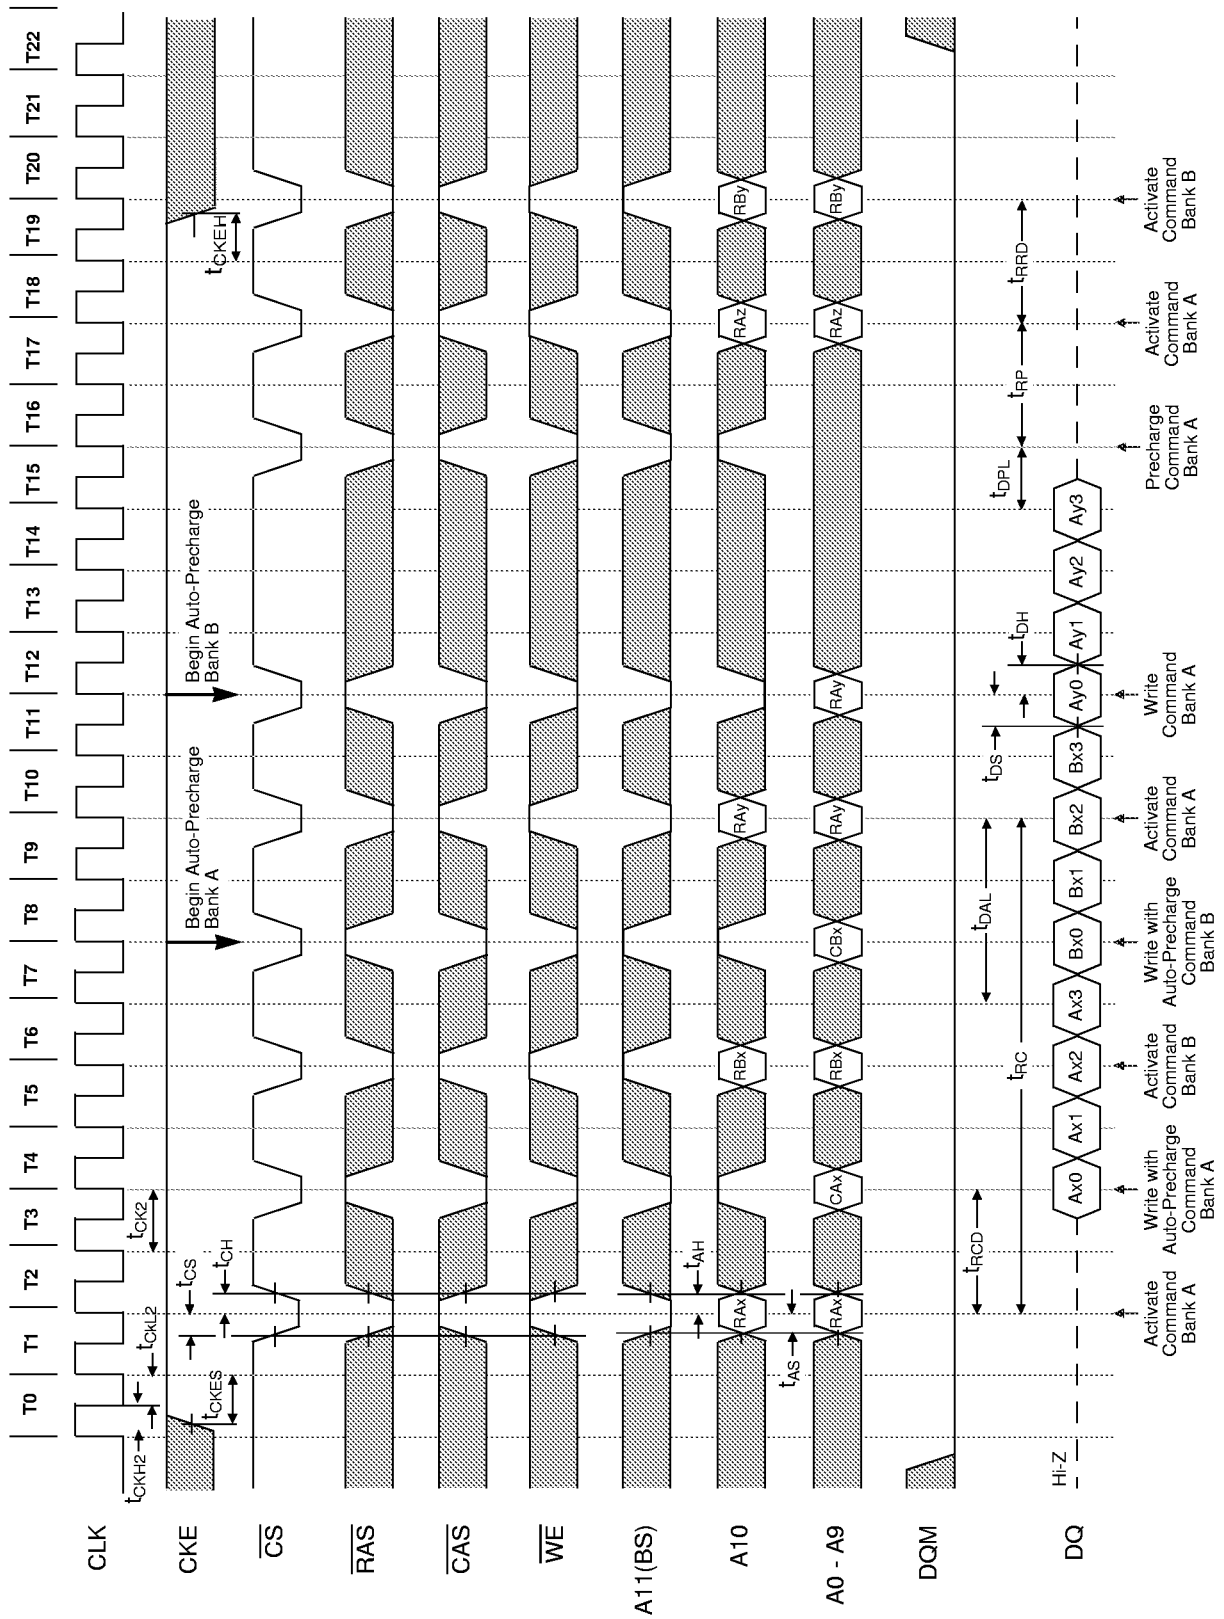 T0 T1 T2 T3 T4 T5 T6 T7 T8 T9 T10 T11 T12 T13 T14 T15 T16 T17 T18 T19 T20 T21 T22
CLK
tCKH2 tCKL2 tCK2
CKE
tCKES tCS tCH Begin Auto-Precharge Begin Auto-Precharge tCKEH
Bank A Bank B
CS
RAS
CAS
WE
A11(BS)
tAH
A10 RAx RBx RAy RAz RBy
tAS
A0 - A9 RAx CAx RBx CBx RAy RAy RAz RBy
DQM
tRCD tDAL tDS
tRC tDH tDPL tRP tRRD
DQ Hi-Z Ax0 Ax1 Ax2 Ax3 Bx0 Bx1 Bx2 Bx3 Ay0 Ay1 Ay2 Ay3
Activate
Command
Bank A
Write with
Auto-Precharge
Command
Bank A
Activate
Command
Bank B
Write with
Auto-Precharge
Command
Bank B
Activate
Command
Bank A
Write
Command
Bank A
Precharge
Command
Bank A
Activate
Command
Bank A
Activate
Command
Bank B